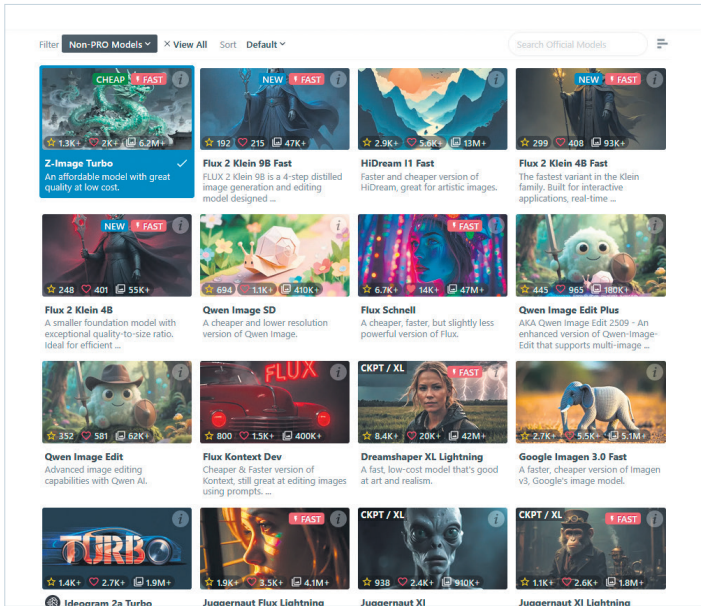 Filter Non-PRO Models × View All Sort Default Search Official Models
CHEAP FAST i
1.3K+ 2K+ 6.2M+
Z-Image Turbo
An affordable model with great
quality at low cost.
NEW FAST i
192 215 47K+
Flux 2 Klein 9B Fast
FLUX 2 Klein 9B is a 4-step distilled
image generation and editing
model designed ...
i
2.9K+ 5.6K+ 13M+
HiDream I1 Fast
Faster and cheaper version of
HiDream, great for artistic images.
NEW FAST i
299 408 93K+
Flux 2 Klein 4B Fast
The fastest variant in the Klein
family. Built for interactive
applications, real-time ...
NEW FAST i
248 401 55K+
Flux 2 Klein 4B
A smaller foundation model with
exceptional quality-to-size ratio.
Ideal for efficient ...
i
694 1.1K+ 410K+
Qwen Image SD
A cheaper and lower resolution
version of Qwen Image.
FAST i
6.7K+ 14K+ 47M+
Flux Schnell
A cheaper, faster, but slightly less
powerful version of Flux.
i
445 965 180K+
Qwen Image Edit Plus
AKA Qwen Image Edit 2509 - An
enhanced version of Qwen-Image-
Edit that supports multi-image ...
i
352 581 62K+
Qwen Image Edit
Advanced image editing
capabilities with Qwen AI.
FLUX i
800 1.5K+ 400K+
Flux Kontext Dev
Cheaper & Faster version of
Kontext, still great at editing images
using prompts. ...
CKPT / XL FAST i
8.4K+ 20K+ 42M+
Dreamshaper XL Lightning
A fast, low-cost model that's good
at art and realism.
i
2.7K+ 5.5K+ 5.1M+
Google Imagen 3.0 Fast
A faster, cheaper version of Imagen
v3, Google's image model.
i
TURBO
1.4K+ 2.7K+ 1.9M+
Ideogram 2a Turbo
FAST i
1.9K+ 3.5K+ 4.1M+
Juggernaut Flux Lightning
CKPT / XL i
938 2.4K+ 910K+
Juggernaut XI
CKPT / XL FAST i
1.1K+ 2.6K+ 1.8M+
Juggernaut XI Lightning